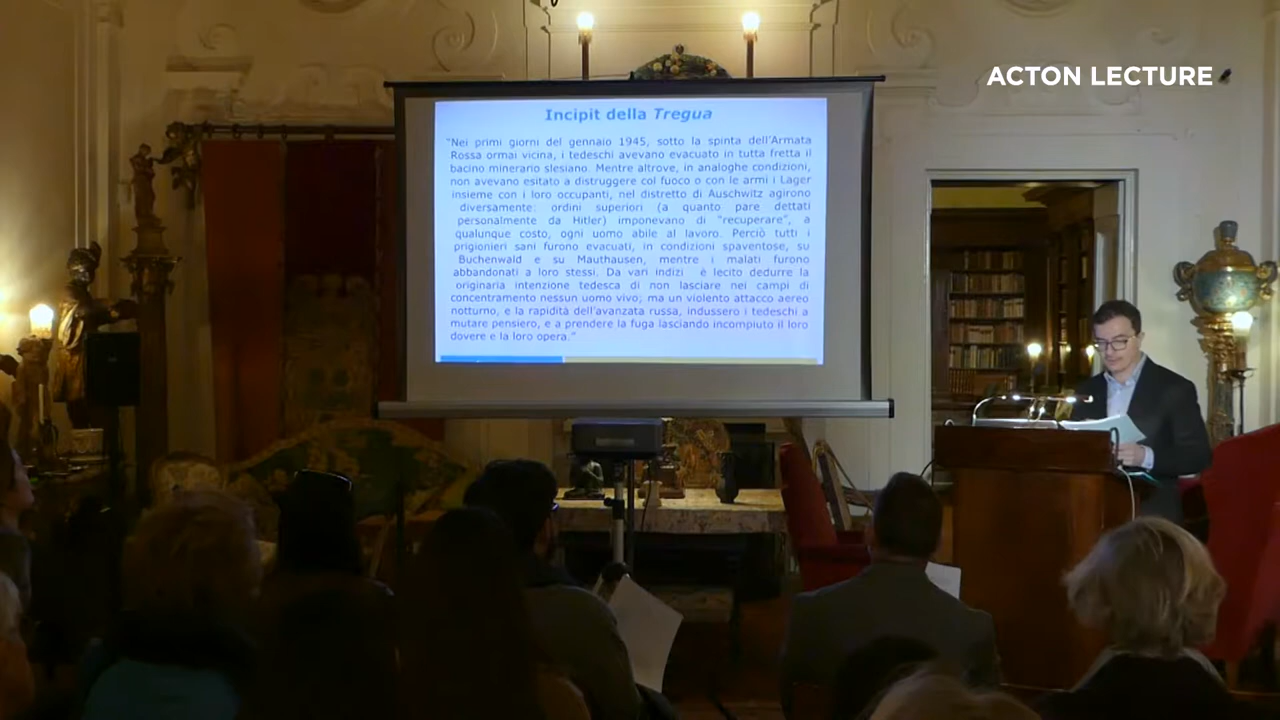 ACTON LECTURE
Incipit della Tregua
"Nei primi giorni del gennaio 1945, sotto la spinta dell'Armata
Rossa ormai vicina, i tedeschi avevano evacuato in tutta fretta il
bacino minerario slesiano. Mentre altrove, in analoghe condizioni,
non avevano esitato a distruggere col fuoco o con le armi i Lager
insieme con i loro occupanti, nel distretto di Auschwitz agirono
diversamente: ordini superiori (a quanto pare dettati
personalmente da Hitler) imponevano di "recuperare", a
qualunque costo, ogni uomo abile al lavoro. Perciò tutti i
prigionieri sani furono evacuati, in condizioni spaventose, su
Buchenwald e su Mauthausen, mentre i malati furono
abbandonati a loro stessi. Da vari indizi è lecito dedurre la
originaria intenzione tedesca di non lasciare nei campi di
concentramento nessun uomo vivo; ma un violento attacco aereo
notturno, e la rapidità dell'avanzata russa, indussero i tedeschi a
mutare pensiero, e a prendere la fuga lasciando incompiuto il loro
dovere e la loro opera."